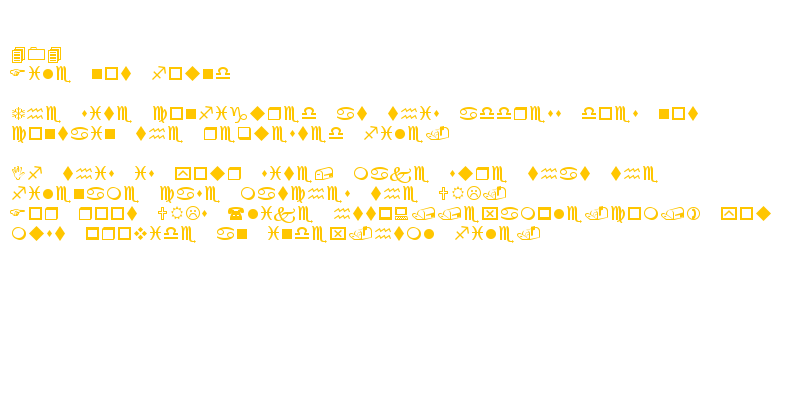 404
File not found
The site configured at this address does not
contain the requested file.
If this is your site, make sure that the
filename case matches the URL.
For root URLs (like http://example.com/) you
must provide an index.html file.